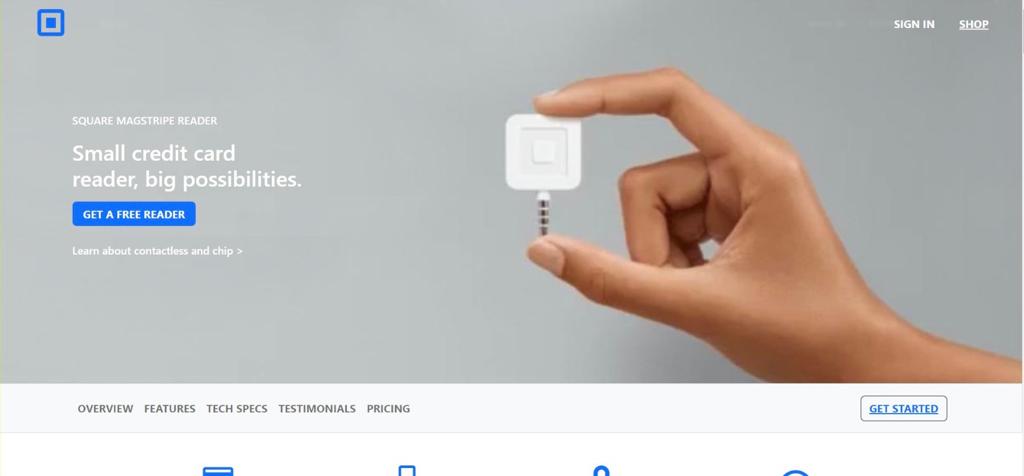 SIGN IN SHOP
SQUARE MAGSTRIPE READER
Small credit card
reader, big possibilities.
GET A FREE READER
Learn about contactless and chip >
OVERVIEW FEATURES TECH SPECS TESTIMONIALS PRICING
GET STARTED